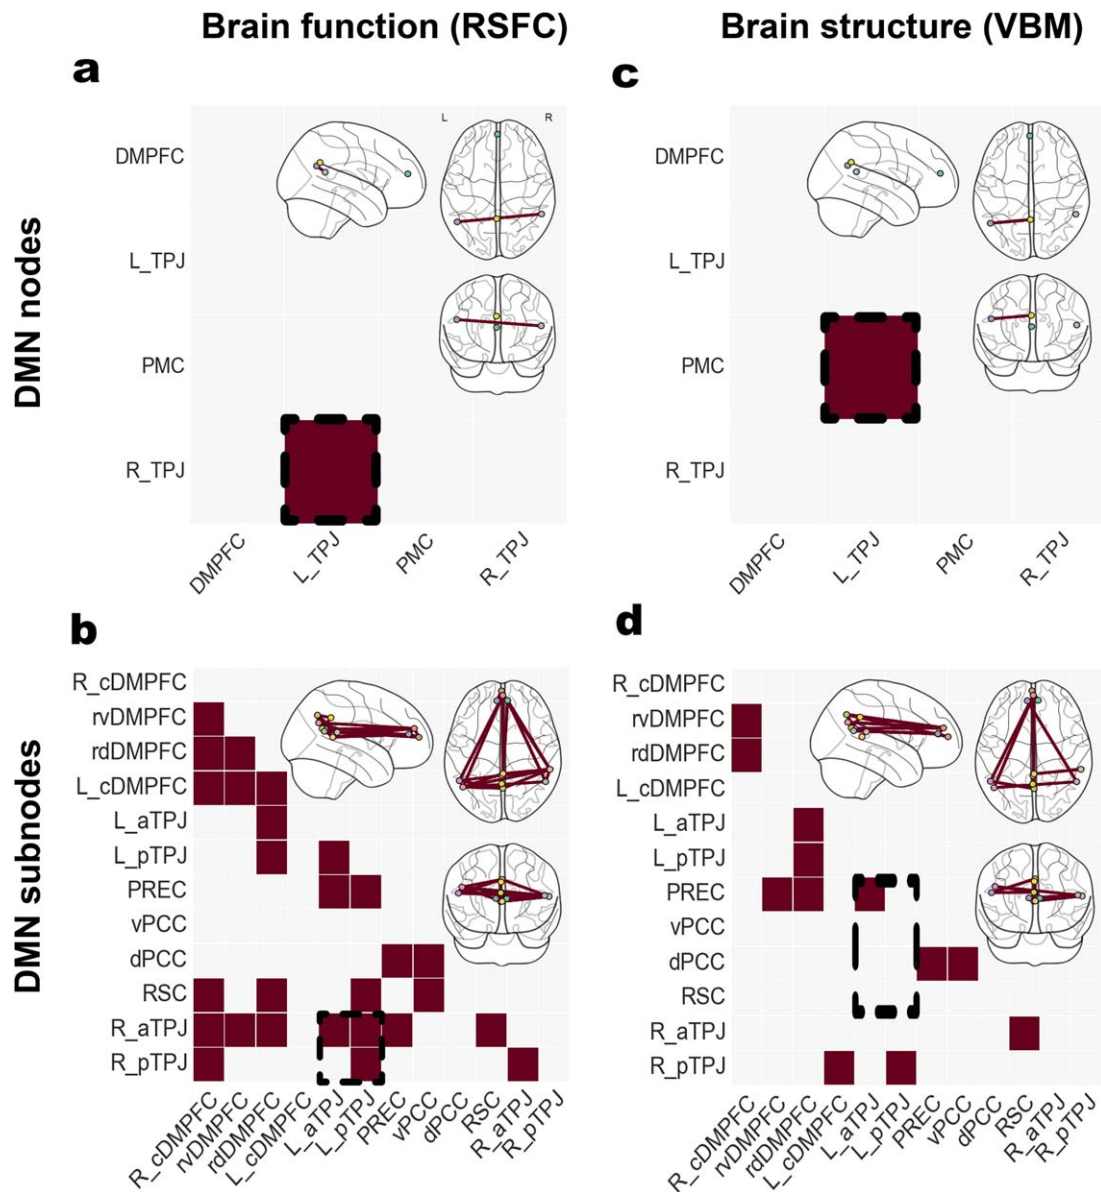 Brain function (RSFC)
Brain structure (VBM)
a
c
DMN nodes
DMPFC
L_TPJ
PMC
R_TPJ
L
R
DMPFC
L_TPJ
PMC
R_TPJ
DMPFC
L_TPJ
PMC
R_TPJ
DMPFC
L_TPJ
PMC
R_TPJ
b
d
DMN subnodes
R_cDMPFC
rvDMPFC
rdDMPFC
L_cDMPFC
L_aTPJ
L_pTPJ
PREC
vPCC
dPCC
RSC
R_aTPJ
R_pTPJ
R_cDMPFC
rvDMPFC
rdDMPFC
L_cDMPFC
L_aTPJ
L_pTPJ
PREC
vPCC
dPCC
RSC
R_aTPJ
R_pTPJ
R_cDMPFC
rvDMPFC
rdDMPFC
L_cDMPFC
L_aTPJ
L_pTPJ
PREC
vPCC
dPCC
RSC
R_aTPJ
R_pTPJ
R_cDMPFC
rvDMPFC
rdDMPFC
L_cDMPFC
L_aTPJ
L_pTPJ
PREC
vPCC
dPCC
RSC
R_aTPJ
R_pTPJ